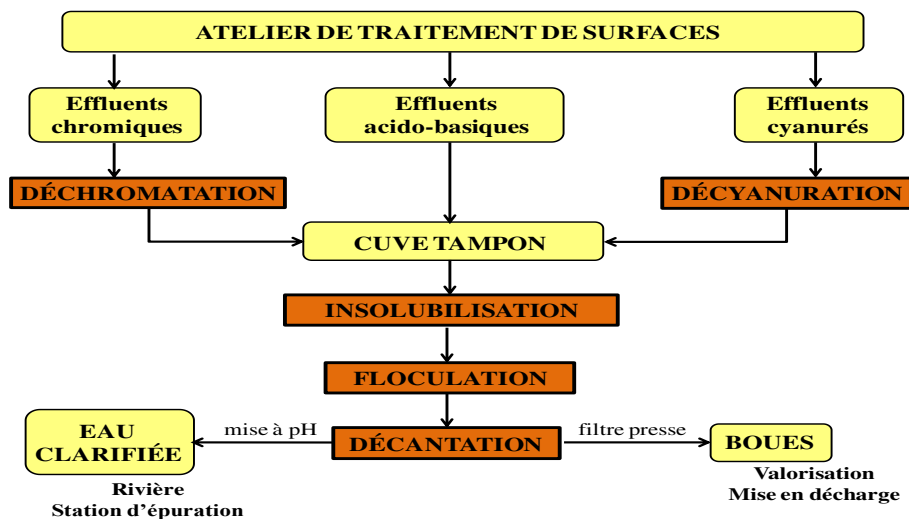 ATELIER DE TRAITEMENT DE SURFACES
Effluents
chromiques
Effluents
acido-basiques
Effluents
cyanurés
DÉCHROMATATION
DÉCYANURATION
CUVE TAMPON
INSOLUBILISATION
FLOCULATION
EAU
CLARIFIÉE
mise à pH
DÉCANTATION
filtre presse
BOUES
Rivière
Station d'épuration
Valorisation
Mise en décharge